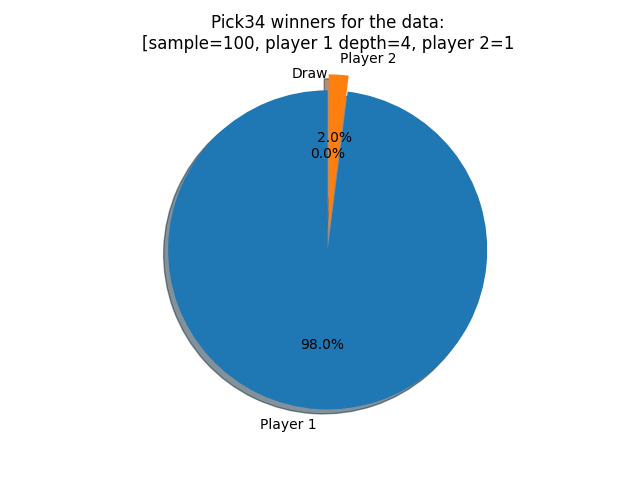 Pick34 winners for the data:
[sample=100, player 1 depth=4, player 2=1
Player 2
Draw
2.0%
0.0%
98.0%
Player 1